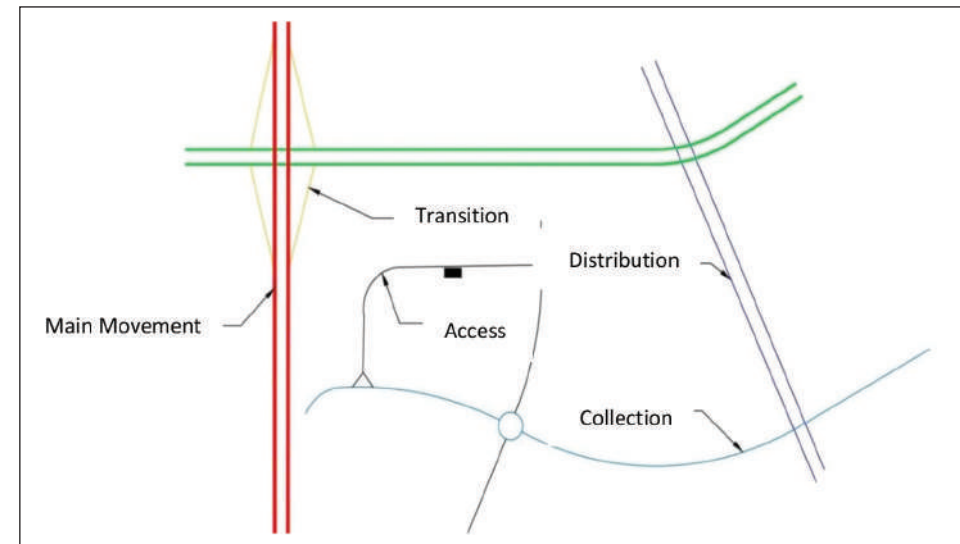 Transition
Distribution
Main Movement
Access
Collection